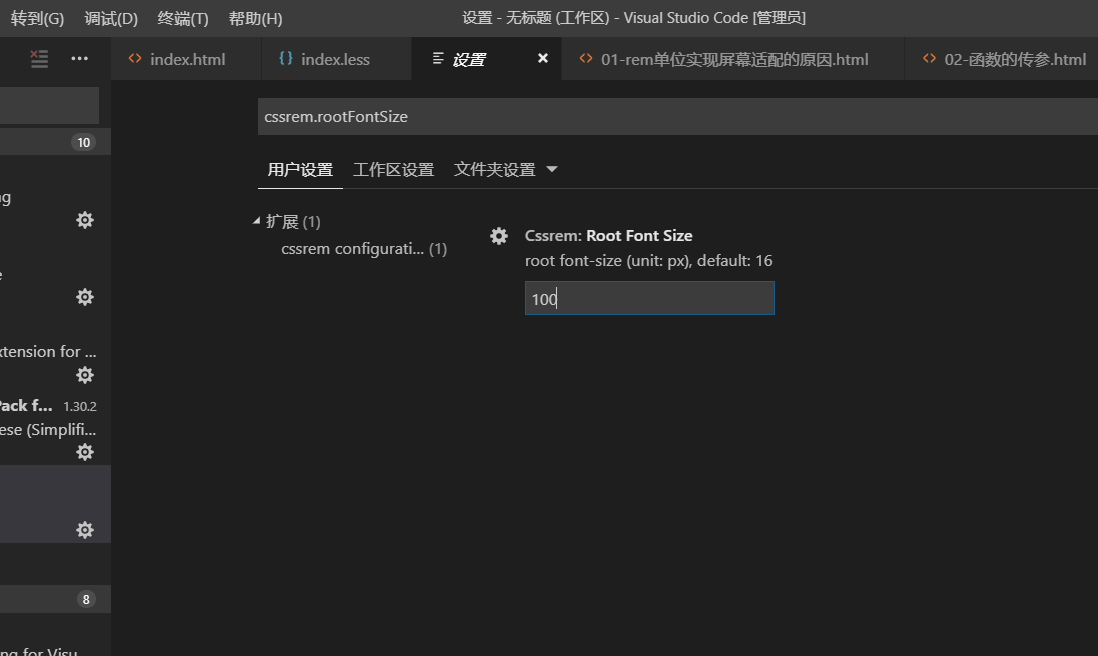 转到(G) 调试(D) 终端(T) 帮助(H) 设置 - 无标题 (工作区) - Visual Studio Code [管理员]
index.html index.less 设置 01-rem单位实现屏幕适配的原因.html 02-函数的传参.html
cssrem.rootFontSize
10
用户设置 工作区设置 文件夹设置
扩展 (1)
cssrem configurati... (1)
Cssrem: Root Font Size
root font-size (unit: px), default: 16
100
xtension for ...
Pack f... 1.30.2
ese (Simplifi...
8
ng for Visu